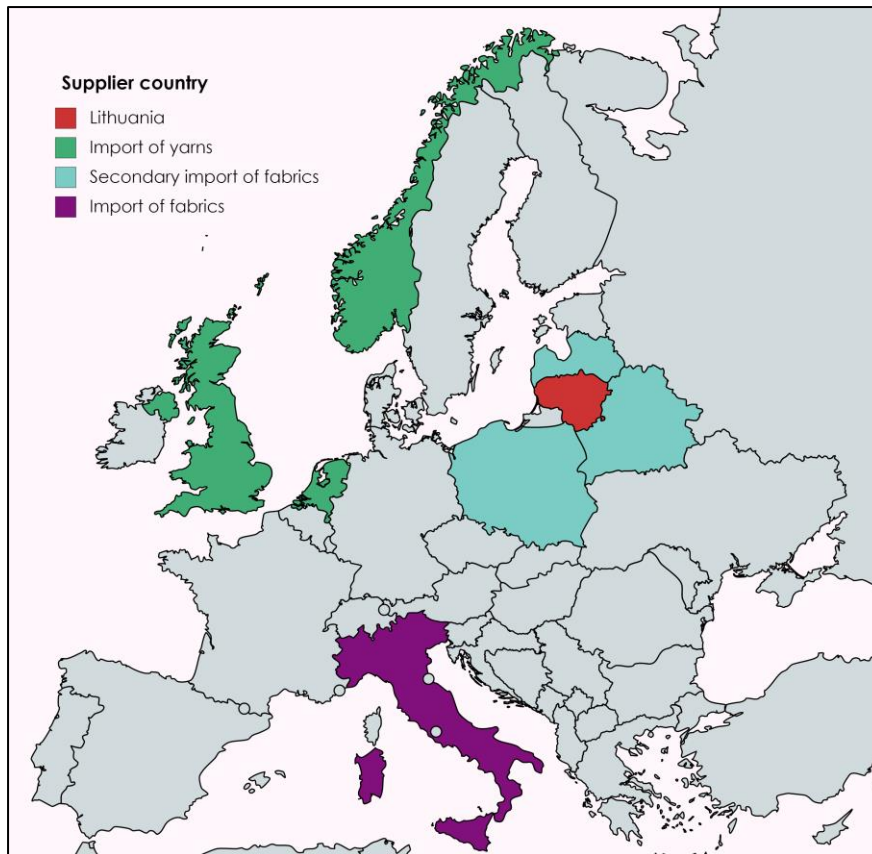 Supplier country
Lithuania
Import of yarns
Secondary import of fabrics
Import of fabrics